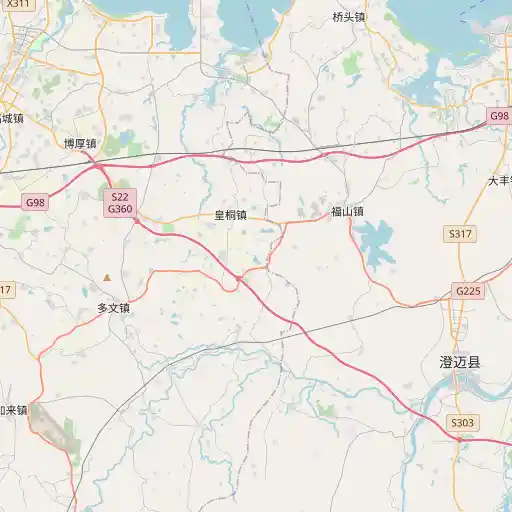 X311
桥头镇
G98
城镇
博厚镇
大丰
S22
G360
G98
皇桐镇
福山镇
S317
G225
17
多文镇
澄迈县
加来镇
S303